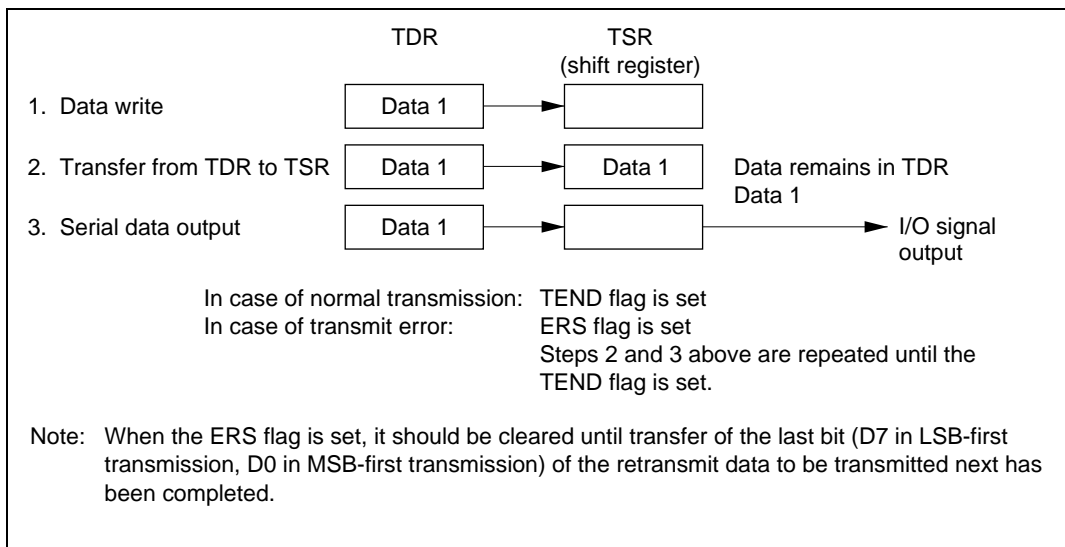 TDR TSR
(shift register)
1. Data write Data 1
2. Transfer from TDR to TSR Data 1 Data 1 Data remains in TDR
Data 1
3. Serial data output Data 1 I/O signal
output
In case of normal transmission: TEND flag is set
In case of transmit error: ERS flag is set
Steps 2 and 3 above are repeated until the
TEND flag is set.
Note: When the ERS flag is set, it should be cleared until transfer of the last bit (D7 in LSB-first
transmission, D0 in MSB-first transmission) of the retransmit data to be transmitted next has
been completed.